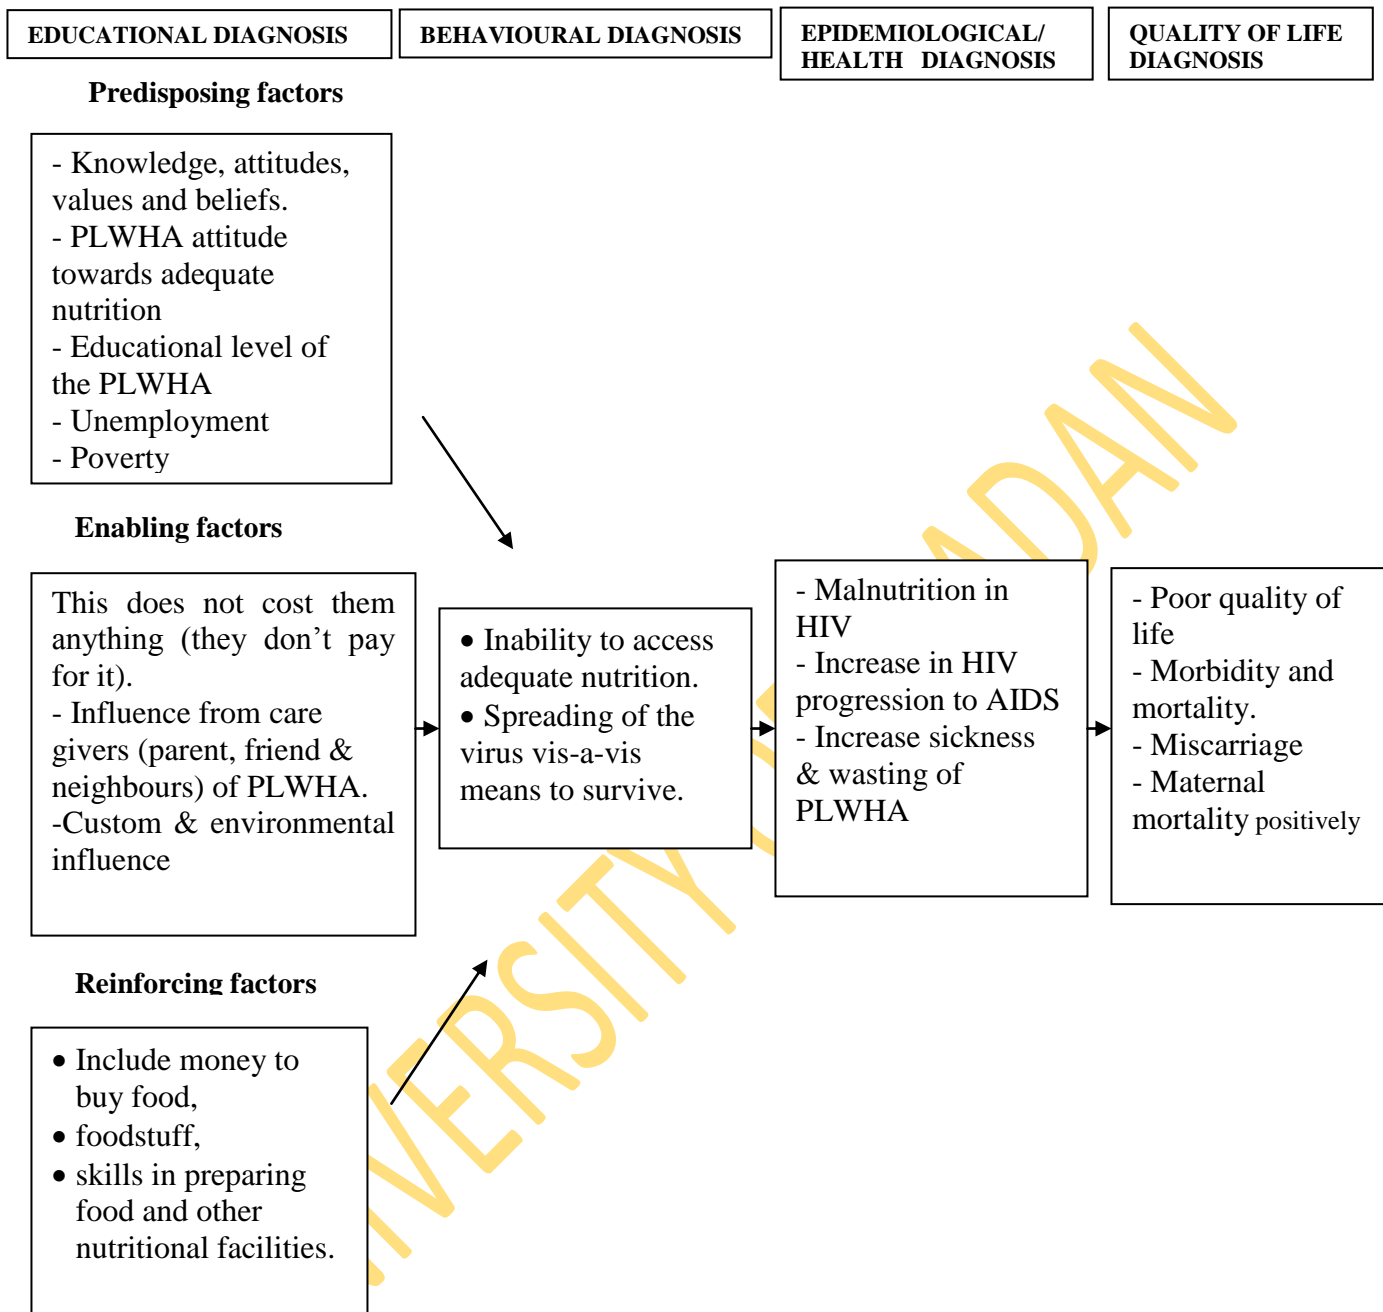 EDUCATIONAL DIAGNOSIS
BEHAVIOURAL DIAGNOSIS
EPIDEMIOLOGICAL/
HEALTH DIAGNOSIS
QUALITY OF LIFE
DIAGNOSIS
Predisposing factors
- Knowledge, attitudes,
values and beliefs.
- PLWHA attitude
towards adequate
nutrition
- Educational level of
the PLWHA
- Unemployment
- Poverty
Enabling factors
This does not cost them
anything (they don’t pay
for it).
- Influence from care
givers (parent, friend &
neighbours) of PLWHA.
-Custom & environmental
influence
• Inability to access
adequate nutrition.
• Spreading of the
virus vis-a-vis
means to survive.
- Malnutrition in
HIV
- Increase in HIV
progression to AIDS
- Increase sickness
& wasting of
PLWHA
- Poor quality of
life
- Morbidity and
mortality.
- Miscarriage
- Maternal
mortality positively
Reinforcing factors
• Include money to
buy food,
• foodstuff,
• skills in preparing
food and other
nutritional facilities.